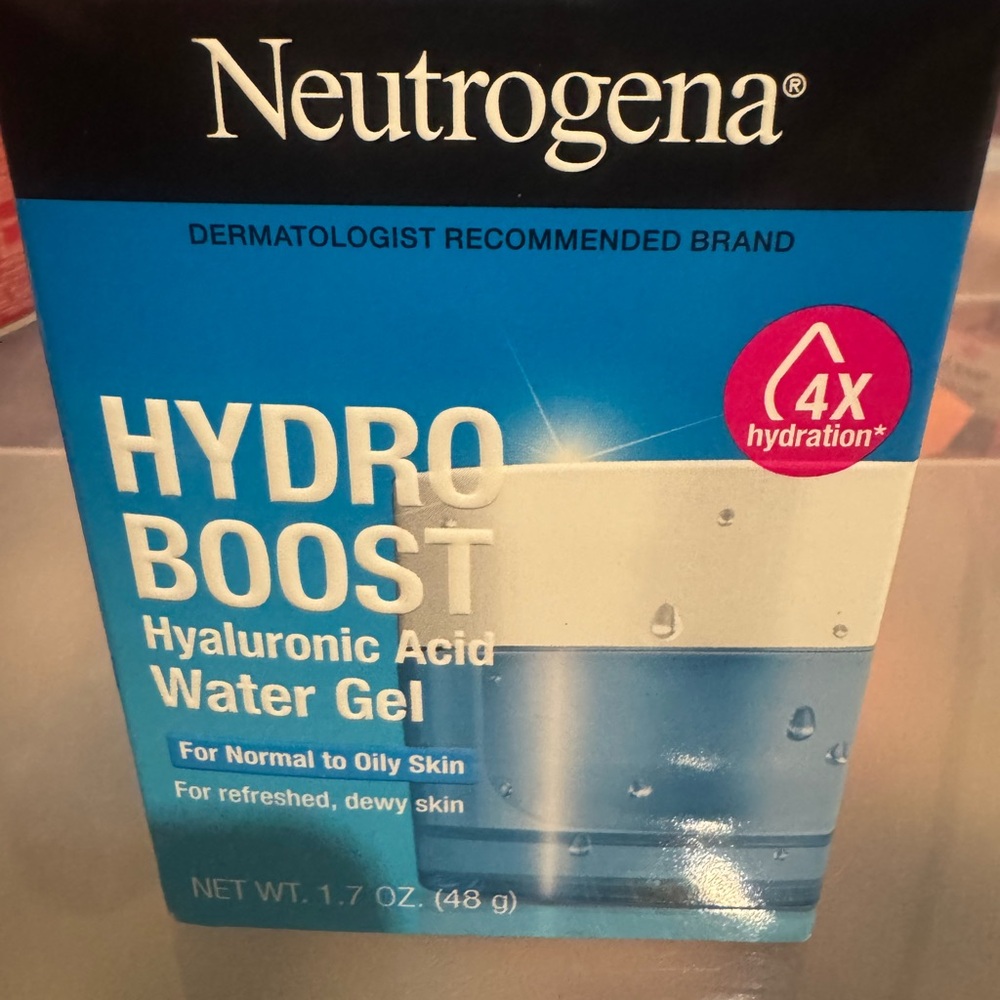 Neutrogena®
DERMATOLOGIST RECOMMENDED BRAND
4X
hydration*
HYDRO
BOOST
Hyaluronic Acid
Water Gel
For Normal to Oily Skin
For refreshed, dewy skin
NET WT. 1.7 OZ. (48 g)